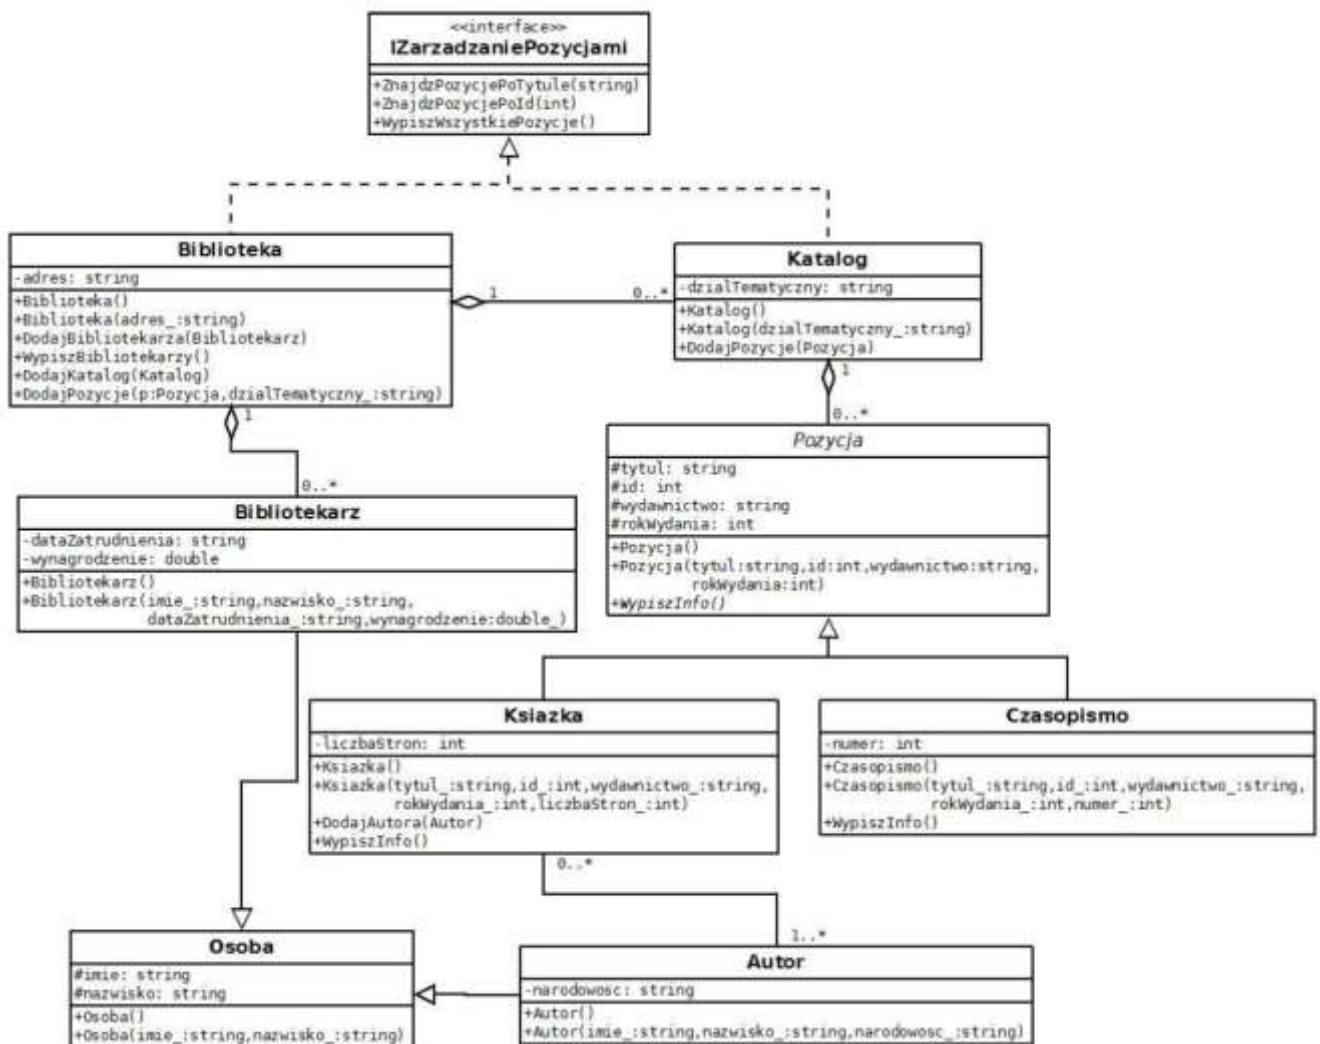 <<interface>>
IZarzadzaniePozycjami
+ZnajdzPozycjePoTytule(string)
+ZnajdzPozycjePoId(int)
+WypiszWszystkiePozycje()
Biblioteka
-adres: string
+Biblioteka()
+Biblioteka(adres_:string)
+DodajBibliotekarza(Bibliotekarz)
+WypiszBibliotekarzy()
+DodajKatalog(Katalog)
+DodajPozycje(p:Pozycja,dzialTematyczny_:string)
1
0..*
Katalog
-dzialTematyczny: string
+Katalog()
+Katalog(dzialTematyczny_:string)
+DodajPozycje(Pozycja)
1
0..*
1
0..*
Bibliotekarz
-dataZatrudnienia: string
-wynagrodzenie: double
+Bibliotekarz()
+Bibliotekarz(imie_:string,nazwisko_:string,
dataZatrudnienia_:string,wynagrodzenie:double_)
Pozycja
#tytul: string
#id: int
#wydawnictwo: string
#rokWydania: int
+Pozycja()
+Pozycja(tytul:string,id:int,wydawnictwo:string,
rokWydania:int)
+WypiszInfo()
Ksiazka
-liczbaStron: int
+Ksiazka()
+Ksiazka(tytul_:string,id_:int,wydawnictwo_:string,
rokWydania_:int,liczbaStron_:int)
+DodajAutora(Autor)
+WypiszInfo()
Czasopismo
-numer: int
+Czasopismo()
+Czasopismo(tytul_:string,id_:int,wydawnictwo_:string,
rokWydania_:int,numer_:int)
+WypiszInfo()
0..*
1..*
Osoba
#imie: string
#nazwisko: string
+Osoba()
+Osoba(imie_:string,nazwisko_:string)
Autor
-narodowosc: string
+Autor()
+Autor(imie_:string,nazwisko_:string,narodowosc_:string)